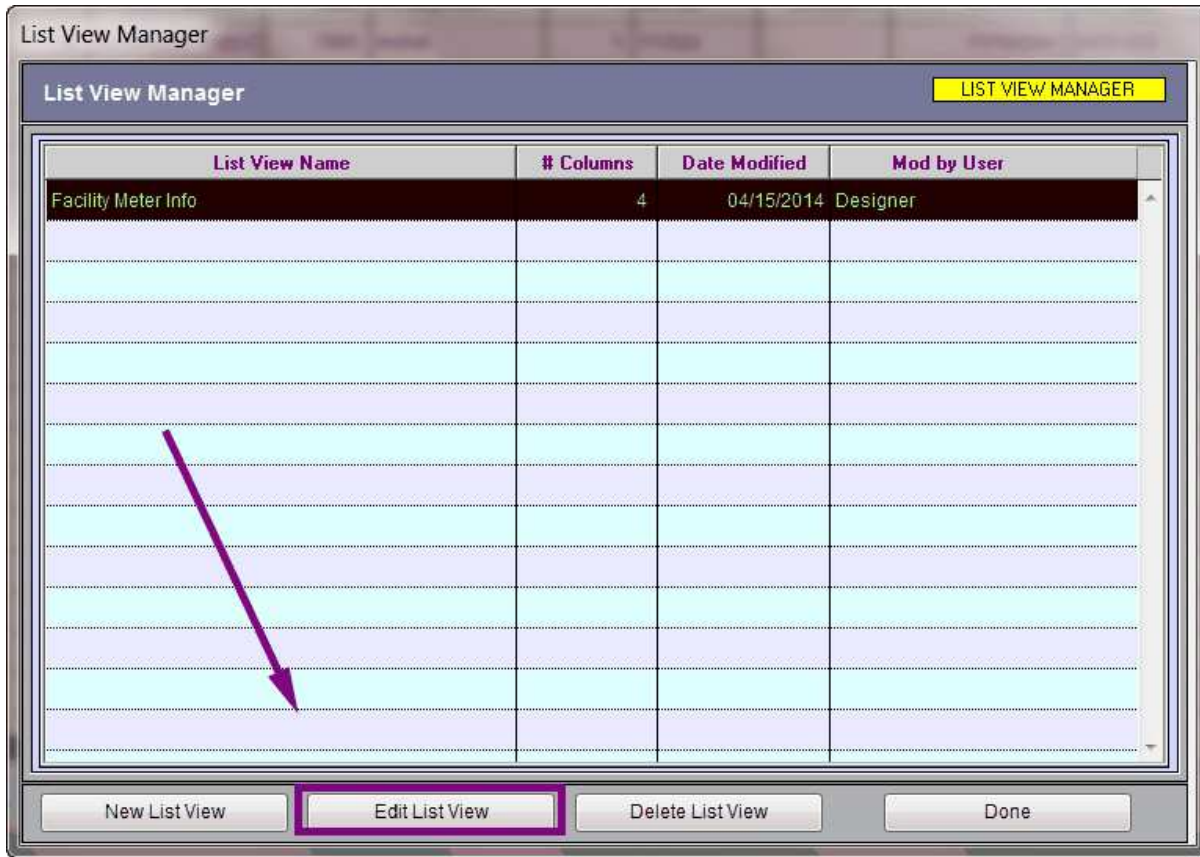 List View Manager
List View Manager LIST VIEW MANAGER
List View Name # Columns Date Modified Mod by User
Facility Meter Info 4 04/15/2014 Designer
New List View Edit List View Delete List View Done